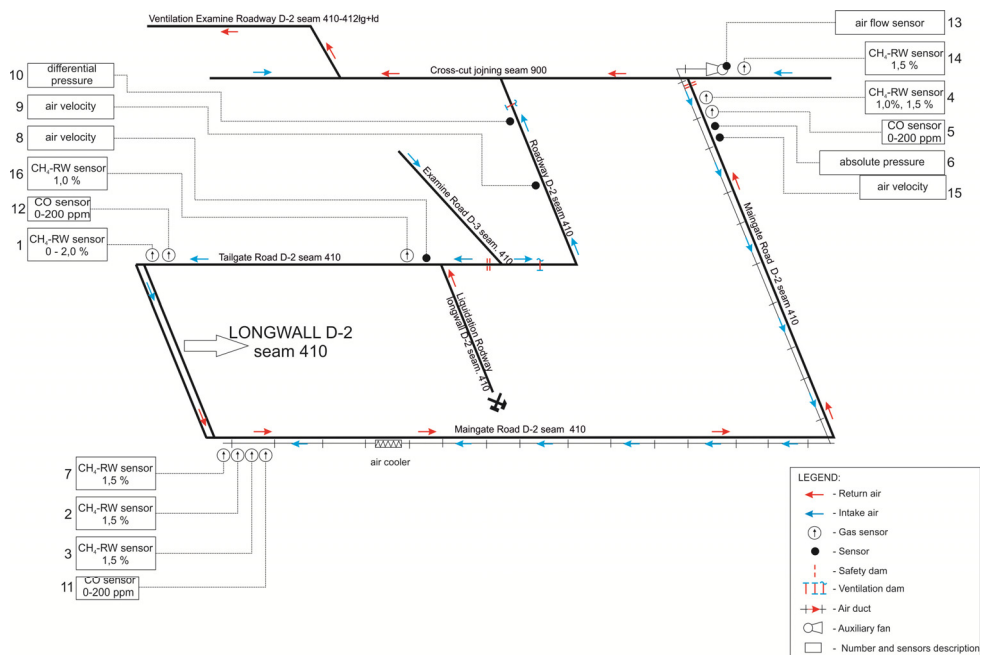 Ventilation Examine Roadway D-2 seam 410-412łg+łd
13
air flow sensor
14
CH₄-RW sensor
1,5 %
10
differential
pressure
Cross-cut jojning seam 900
9
air velocity
4
CH₄-RW sensor
1,0%, 1,5 %
8
air velocity
5
CO sensor
0-200 ppm
6
absolute pressure
16
CH₄-RW sensor
1,0 %
15
air velocity
12
CO sensor
0-200 ppm
1
CH₄-RW sensor
0 - 2,0 %
Roadway D-2 seam 410
Examine Road D-3 seam. 410
Maingate Road D-2 seam 410
Tailgate Road D-2 seam 410
Liquidation Rodway
longwall D-2 seam. 410
LONGWALL D-2
seam 410
Maingate Road D-2 seam 410
air cooler
7
CH₄-RW sensor
1,5 %
2
CH₄-RW sensor
1,5 %
3
CH₄-RW sensor
1,5 %
11
CO sensor
0-200 ppm
LEGEND:
- Return air
- Intake air
- Gas sensor
- Sensor
- Safety dam
- Ventilation dam
- Air duct
- Auxiliary fan
- Number and sensors description